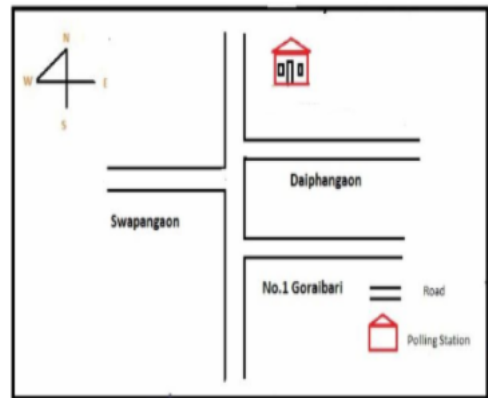 N
W E
S
Daiphangaon
Swapangaon
No.1 Goraibari
Road
Polling Station